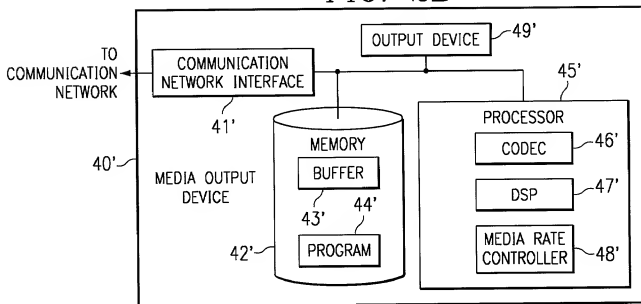 OUTPUT DEVICE
49'
TO
COMMUNICATION
NETWORK
COMMUNICATION
NETWORK INTERFACE
41'
45'
PROCESSOR
CODEC
46'
DSP
47'
MEDIA RATE
CONTROLLER
48'
40'
MEDIA OUTPUT
DEVICE
MEMORY
BUFFER
43'
44'
PROGRAM
42'